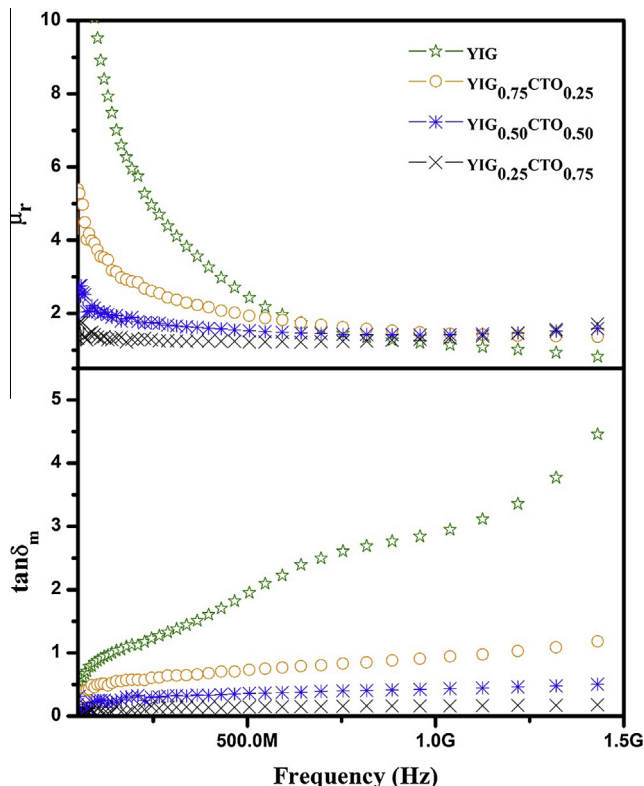 10
8
6
4
2
μr
YIG
YIG0.75CTO0.25
YIG0.50CTO0.50
YIG0.25CTO0.75
5
4
3
2
1
0
tanδm
500.0M 1.0G 1.5G
Frequency (Hz)